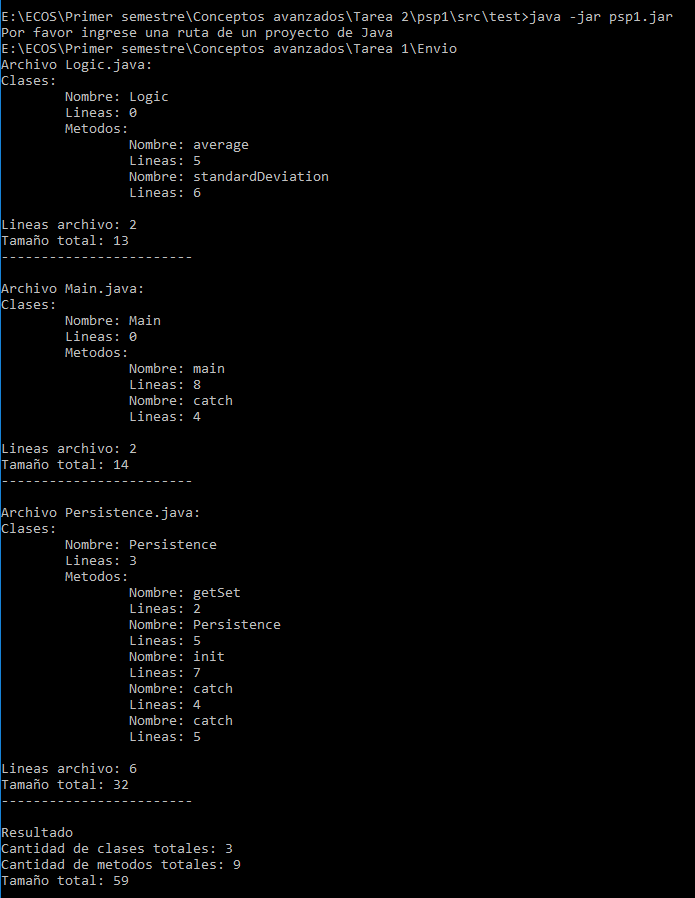 E:\ECOS\Primer semestre\Conceptos avanzados\Tarea 2\psp1\src\test>java -jar psp1.jar
Por favor ingrese una ruta de un proyecto de Java
E:\ECOS\Primer semestre\Conceptos avanzados\Tarea 1\Envio
Archivo Logic.java:
Clases:
Nombre: Logic
Lineas: 0
Metodos:
Nombre: average
Lineas: 5
Nombre: standardDeviation
Lineas: 6
Lineas archivo: 2
Tamaño total: 13
------------------------
Archivo Main.java:
Clases:
Nombre: Main
Lineas: 0
Metodos:
Nombre: main
Lineas: 8
Nombre: catch
Lineas: 4
Lineas archivo: 2
Tamaño total: 14
------------------------
Archivo Persistence.java:
Clases:
Nombre: Persistence
Lineas: 3
Metodos:
Nombre: getSet
Lineas: 2
Nombre: Persistence
Lineas: 5
Nombre: init
Lineas: 7
Nombre: catch
Lineas: 4
Nombre: catch
Lineas: 5
Lineas archivo: 6
Tamaño total: 32
------------------------
Resultado
Cantidad de clases totales: 3
Cantidad de metodos totales: 9
Tamaño total: 59